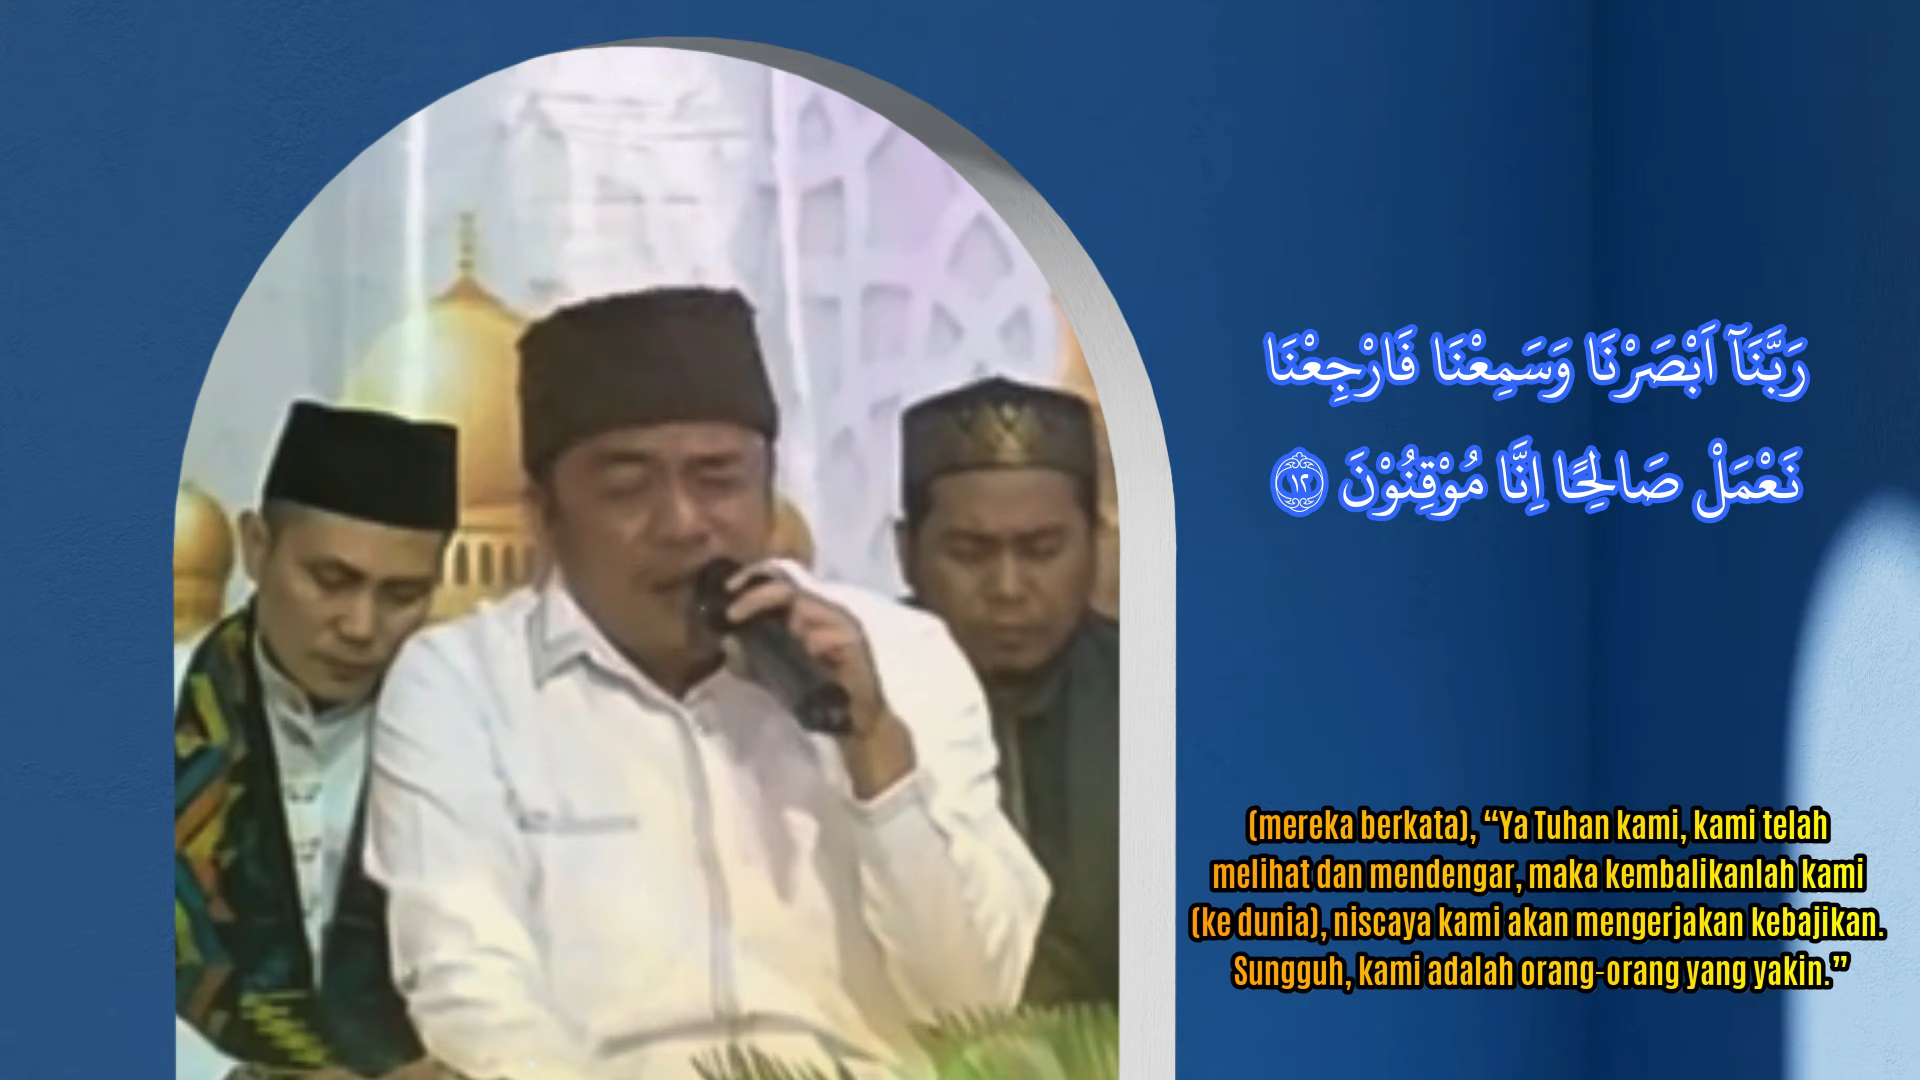 رَبَّنَآ اَبْصَرْنَا وَسَمِعْنَا فَارْجِعْنَا
نَعْمَلْ صَالِحًا اِنَّا مُوْقِنُوْنَ ۝١٢
(mereka berkata), “Ya Tuhan kami, kami telah
melihat dan mendengar, maka kembalikanlah kami
(ke dunia), niscaya kami akan mengerjakan kebajikan.
Sungguh, kami adalah orang-orang yang yakin.”